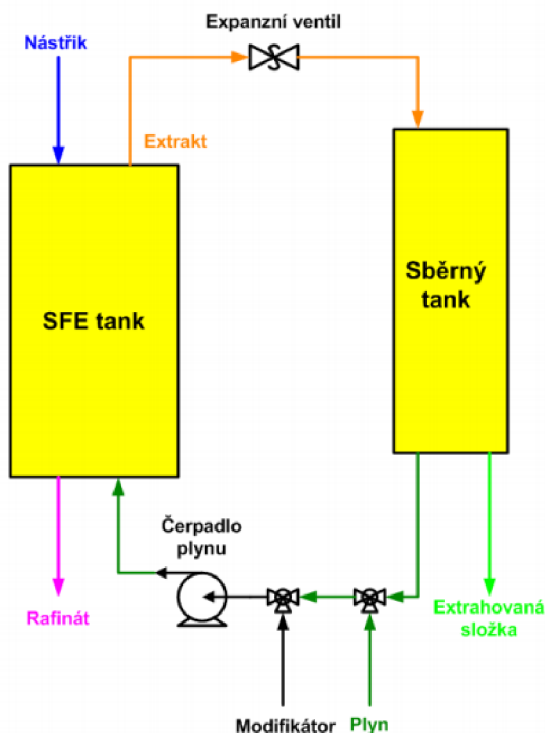 Expanzní ventil
Nástřik
Extrakt
SFE tank
Sběrný
tank
Čerpadlo
plynu
Rafinát
Extrahovaná
složka
Modifikátor
Plyn